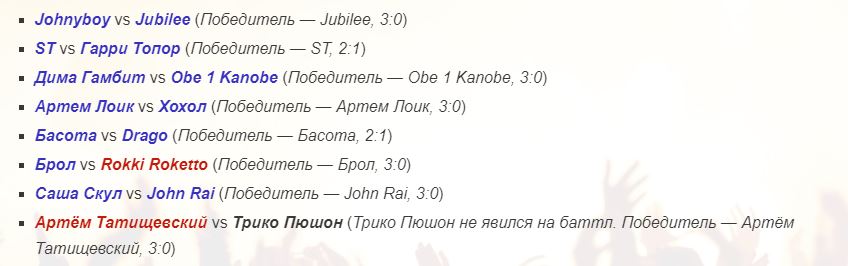 Johnyboy vs Jubilee (Победитель — Jubilee, 3:0)
ST vs Гарри Топор (Победитель — ST, 2:1)
Дима Гамбит vs Obe 1 Kanobe (Победитель — Obe 1 Kanobe, 3:0)
Артем Лоик vs Хохол (Победитель — Артем Лоик, 3:0)
Басота vs Drago (Победитель — Басота, 2:1)
Брол vs Rokki Roketto (Победитель — Брол, 3:0)
Саша Скул vs John Rai (Победитель — John Rai, 3:0)
Артём Татищевский vs Трико Пюшон (Трико Пюшон не явился на баттл. Победитель — Артём
Татищевский, 3:0)